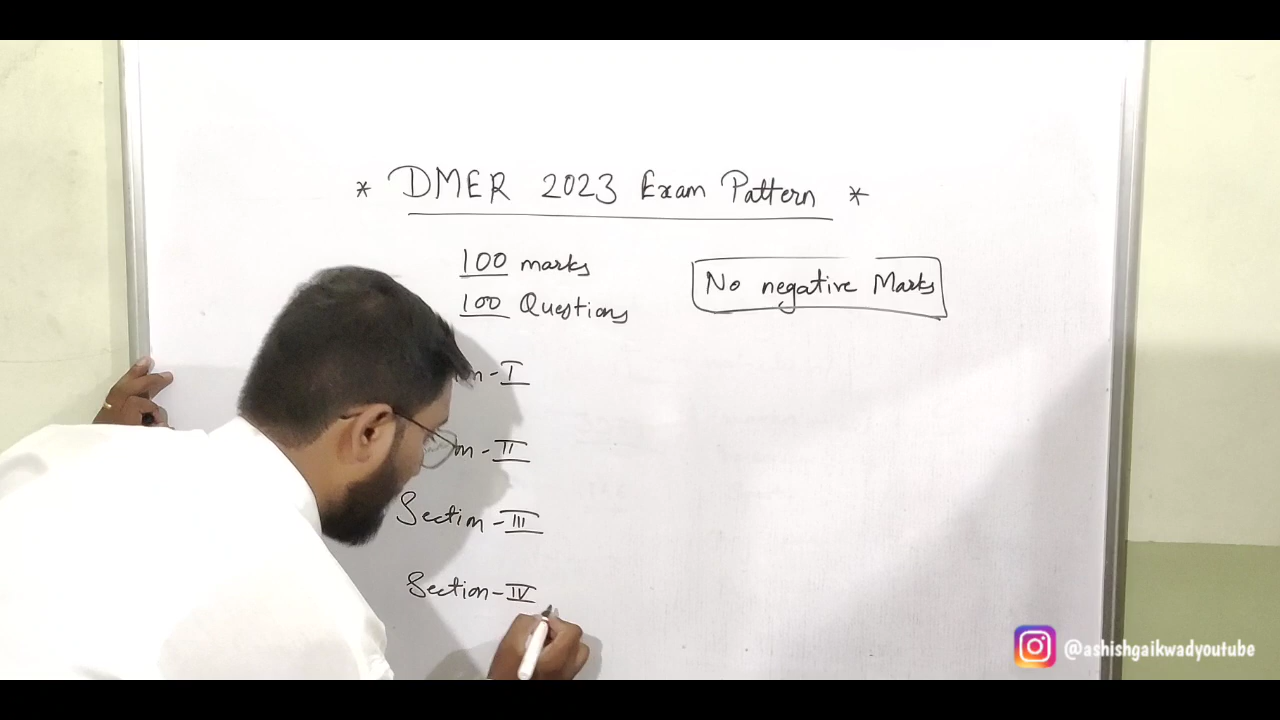 * DMER 2023 Exam Pattern *
100 marks
100 Questions
No negative Marks
-I
-II
Section-III
Section-IV
@ashishgaikwadyoutube